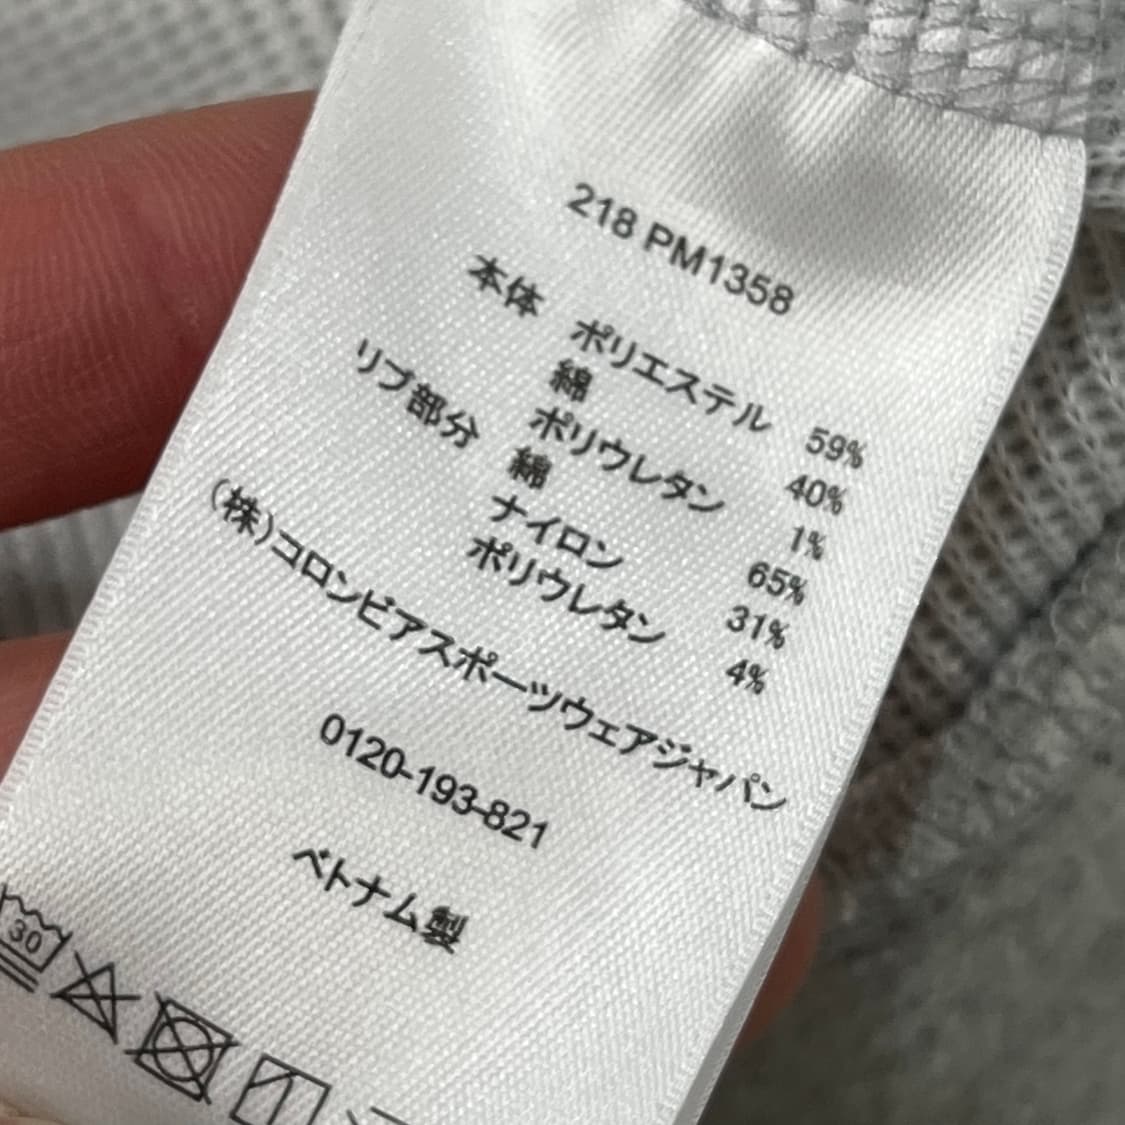 218 PM1358
本体 ポリエステル 59%
綿 40%
ポリウレタン 1%
リブ部分 綿 65%
ナイロン 31%
ポリウレタン 4%
(株)コロンビアスポーツウェアジャパン
0120-193-821
ベトナム製
30